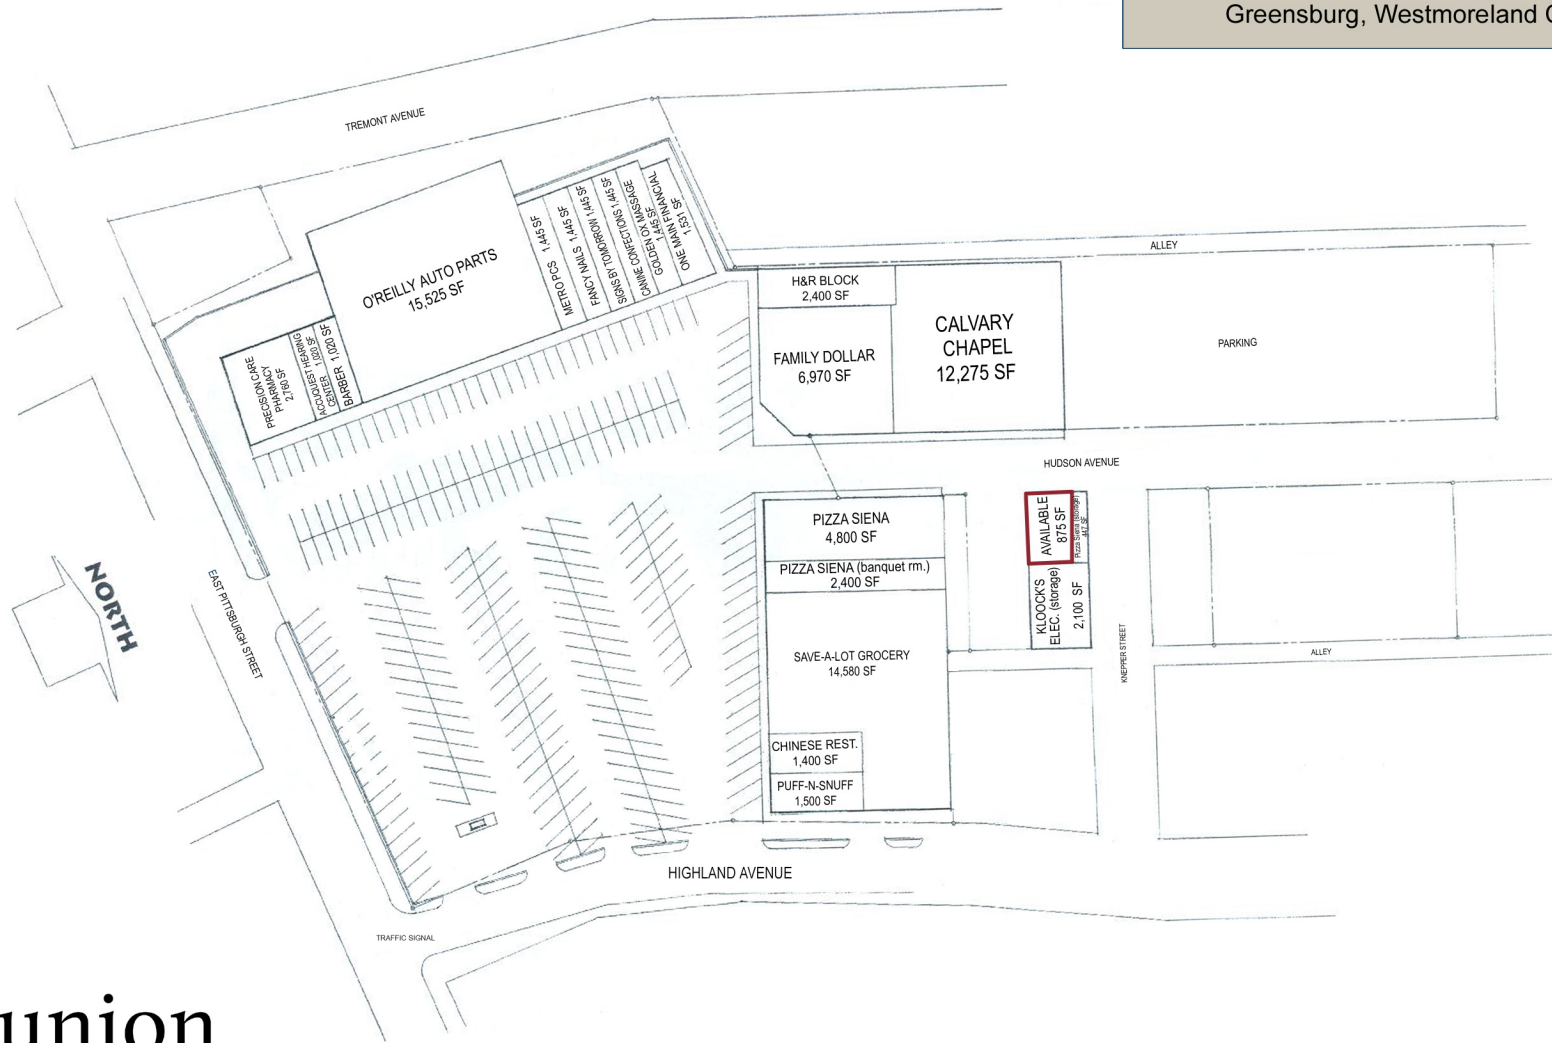 Greensburg, Westmoreland
TREMONT AVENUE
O'REILLY AUTO PARTS
15,525 SF
METRO PCS 1,445 SF
FANCY NAILS 1,445 SF
SIGNS BY TOMORROW 1,445 SF
CANINE CONFECTIONS 1,445 SF
GOLDEN OX MASSAGE
1,445 SF
ONE MAIN FINANCIAL
1,531 SF
PRECISION CARE
PHARMACY
2,760 SF
ACCUQUEST HEARING
CENTER 1,020 SF
BARBER 1,020 SF
ALLEY
H&R BLOCK
2,400 SF
FAMILY DOLLAR
6,970 SF
CALVARY
CHAPEL
12,275 SF
PARKING
HUDSON AVENUE
PIZZA SIENA
4,800 SF
PIZZA SIENA (banquet rm.)
2,400 SF
SAVE-A-LOT GROCERY
14,580 SF
CHINESE REST.
1,400 SF
PUFF-N-SNUFF
1,500 SF
AVAILABLE
875 SF
Pizza Siena (storage)
KLOOCK'S
ELEC. (storage)
2,100 SF
KNEPPER STREET
ALLEY
NORTH
EAST PITTSBURGH STREET
HIGHLAND AVENUE
TRAFFIC SIGNAL
union